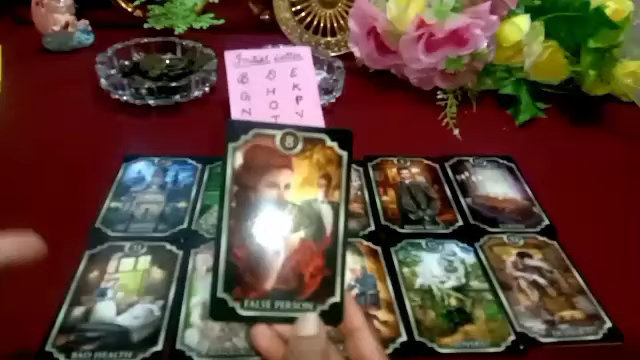 Initial letter
B D E
G H K
N O P
T V
8
FALSE PERSON
BAD HEALTH